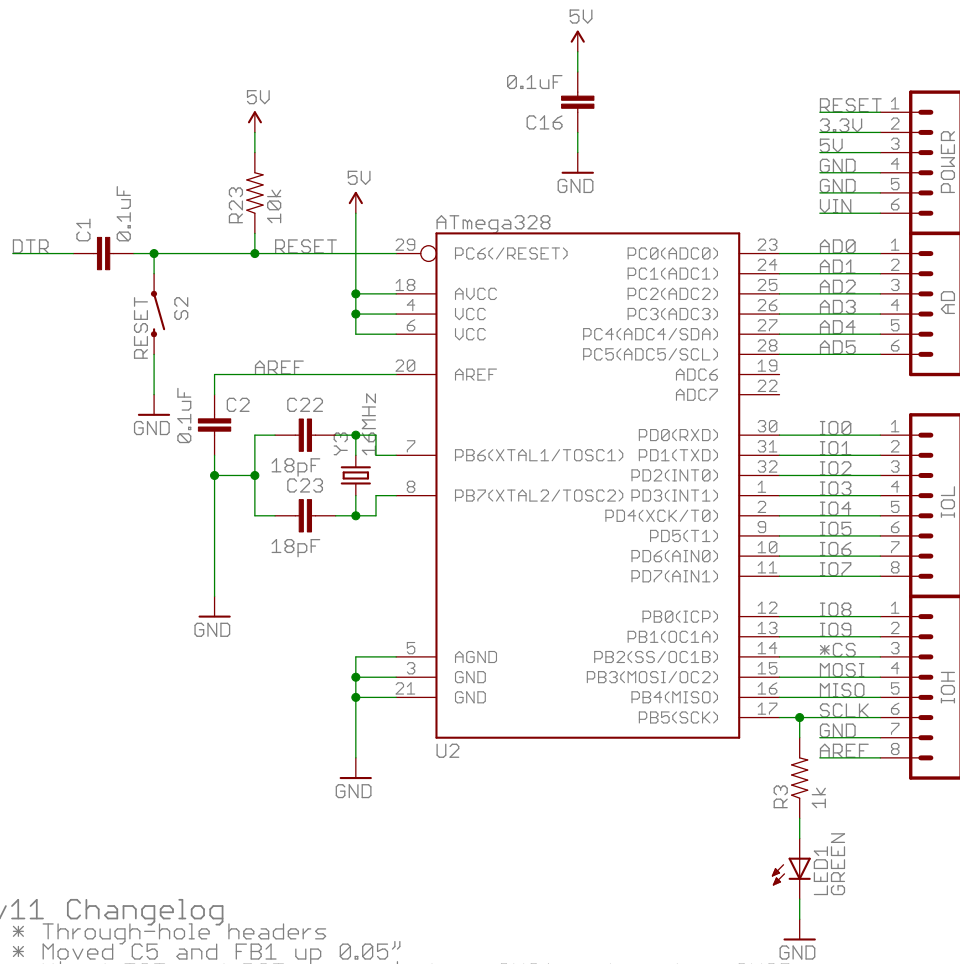 5V
0.1uF
C16
GND
5V
R23
10k
5V
C1
0.1uF
DTR
RESET
RESET
S2
GND
AREF
0.1uF
C2
C22
18pF
C23
18pF
Y3
16MHz
GND
GND
ATmega328
29 PC6(/RESET)
18 AVCC
4 VCC
6 VCC
20 AREF
7 PB6(XTAL1/TOSC1)
8 PB7(XTAL2/TOSC2)
5 AGND
3 GND
21 GND
U2
PC0(ADC0) 23 AD0 1
PC1(ADC1) 24 AD1 2
PC2(ADC2) 25 AD2 3
PC3(ADC3) 26 AD3 4
PC4(ADC4/SDA) 27 AD4 5
PC5(ADC5/SCL) 28 AD5 6
ADC6 19
ADC7 22
PD0(RXD) 30 IO0 1
PD1(TXD) 31 IO1 2
PD2(INT0) 32 IO2 3
PD3(INT1) 1 IO3 4
PD4(XCK/T0) 2 IO4 5
PD5(T1) 9 IO5 6
PD6(AIN0) 10 IO6 7
PD7(AIN1) 11 IO7 8
PB0(ICP) 12 IO8 1
PB1(OC1A) 13 IO9 2
PB2(SS/OC1B) 14 *CS 3
PB3(MOSI/OC2) 15 MOSI 4
PB4(MISO) 16 MISO 5
PB5(SCK) 17 SCLK 6
GND 7
AREF 8
RESET 1
3.3V 2
5V 3
GND 4
GND 5
VIN 6
POWER
AD
IOL
IOH
R3
1k
LED1
GREEN
GND
v11 Changelog
* Through-hole headers
* Moved C5 and FB1 up 0.05"